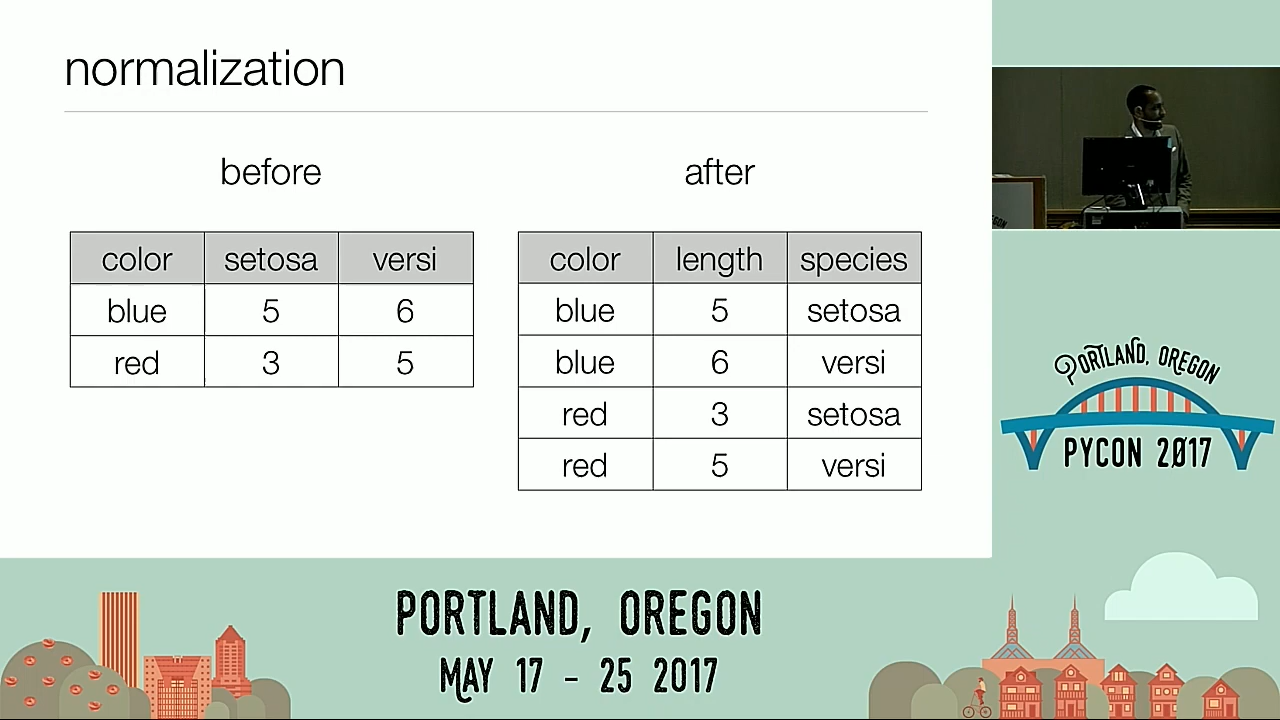 normalization
before
color setosa versi
blue 5 6
red 3 5
after
color length species
blue 5 setosa
blue 6 versi
red 3 setosa
red 5 versi
PORTLAND, OREGON
PYCON 2017
PORTLAND, OREGON
MAY 17 - 25 2017